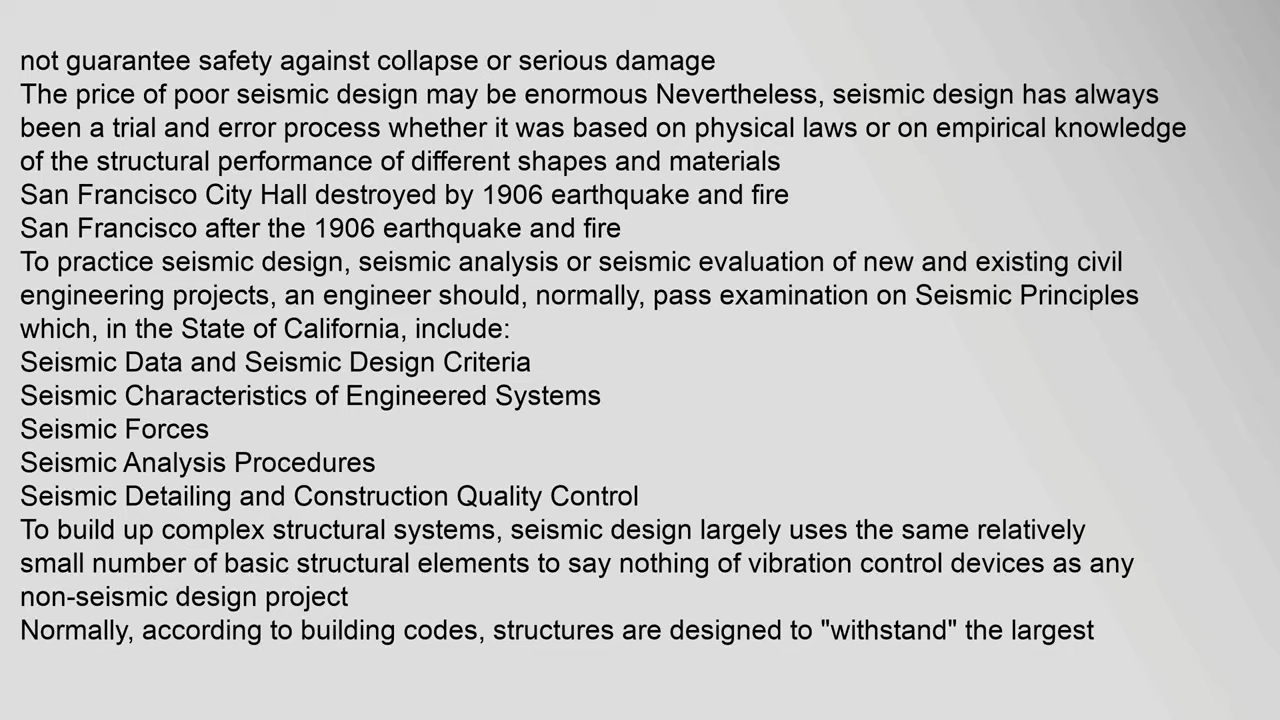 not guarantee safety against collapse or serious damage
The price of poor seismic design may be enormous Nevertheless, seismic design has always
been a trial and error process whether it was based on physical laws or on empirical knowledge
of the structural performance of different shapes and materials
San Francisco City Hall destroyed by 1906 earthquake and fire
San Francisco after the 1906 earthquake and fire
To practice seismic design, seismic analysis or seismic evaluation of new and existing civil
engineering projects, an engineer should, normally, pass examination on Seismic Principles
which, in the State of California, include:
Seismic Data and Seismic Design Criteria
Seismic Characteristics of Engineered Systems
Seismic Forces
Seismic Analysis Procedures
Seismic Detailing and Construction Quality Control
To build up complex structural systems, seismic design largely uses the same relatively
small number of basic structural elements to say nothing of vibration control devices as any
non-seismic design project
Normally, according to building codes, structures are designed to "withstand" the largest